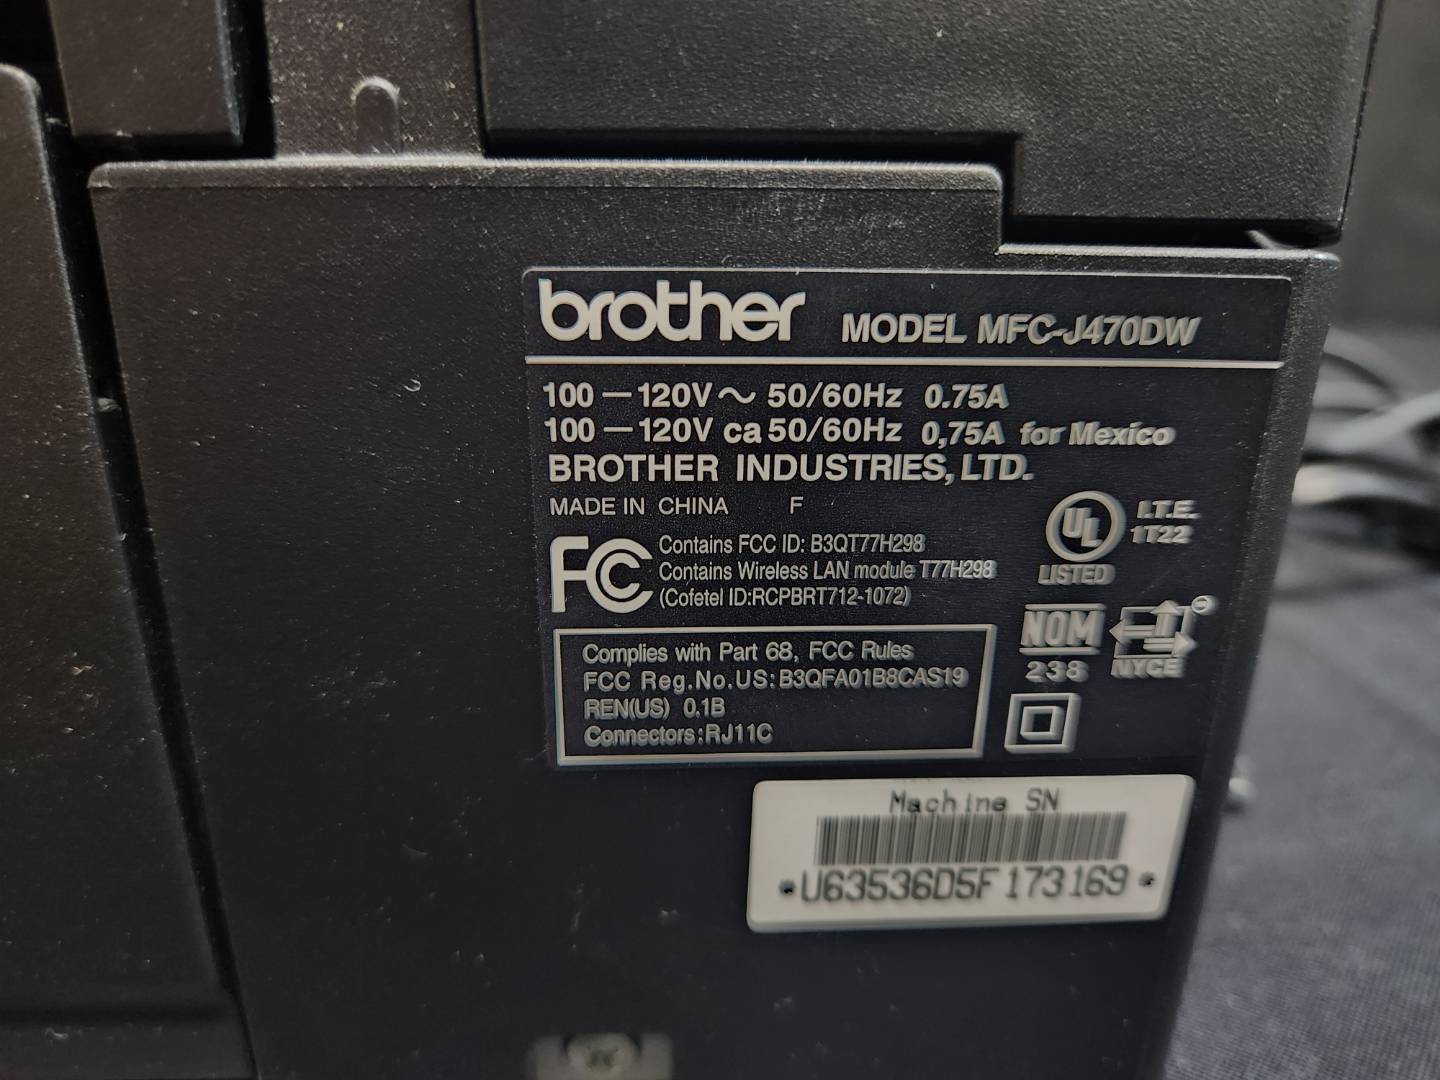 brother MODEL MFC-J470DW
100 — 120V ~ 50/60Hz 0.75A
100 — 120V ca 50/60Hz 0,75A for Mexico
BROTHER INDUSTRIES, LTD.
MADE IN CHINA F
FC Contains FCC ID: B3QT77H298
Contains Wireless LAN module T77H298
(Cofetel ID:RCPBRT712-1072)
UL I.T.E.
1T22
LISTED
NOM
238
NYCE
Complies with Part 68, FCC Rules
FCC Reg.No.US:B3QFA01B8CAS19
REN(US) 0.1B
Connectors:RJ11C
Machine SN
•U63536D5F173169•